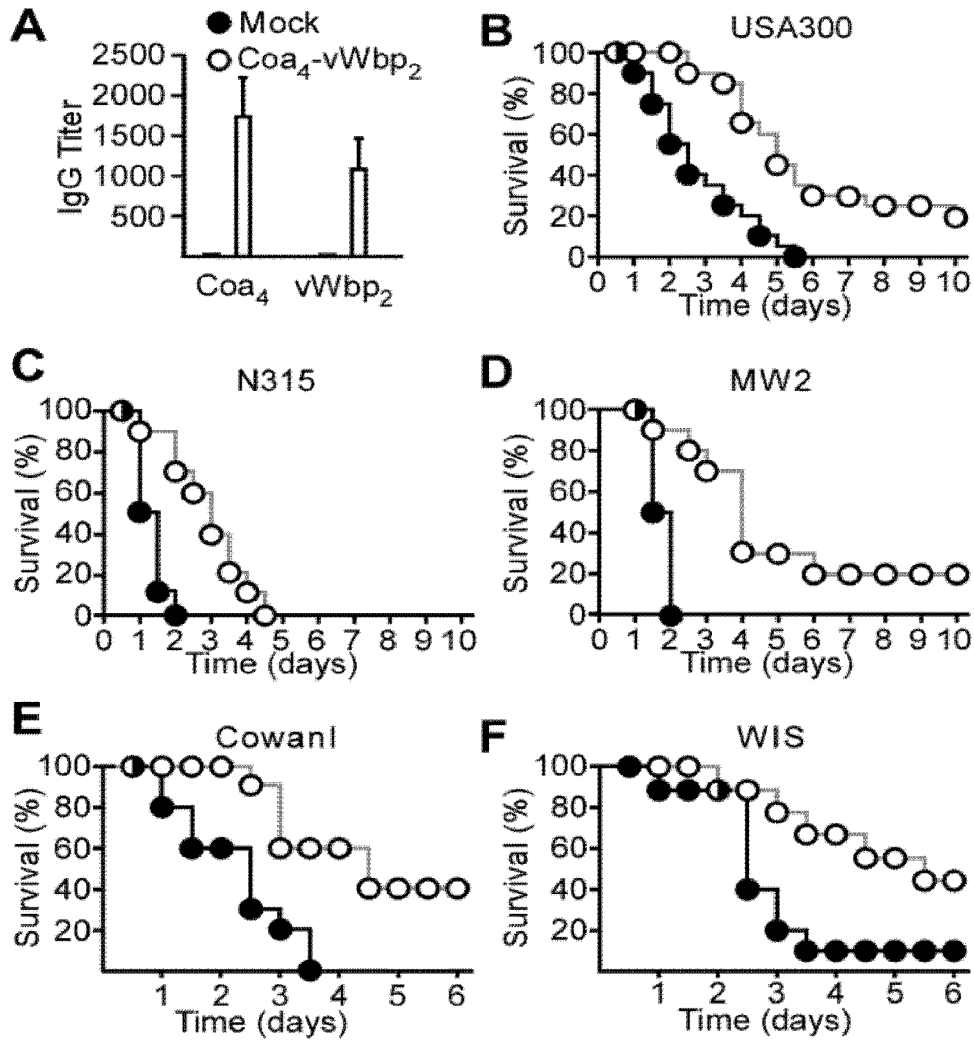 A
Mock
Coa4-vWbp2
IgG Titer
2500
2000
1500
1000
500
Coa4 vWbp2
B
USA300
Survival (%)
100
80
60
40
20
0
0 1 2 3 4 5 6 7 8 9 10
Time (days)
C
N315
Survival (%)
100
80
60
40
20
0
0 1 2 3 4 5 6 7 8 9 10
Time (days)
D
MW2
Survival (%)
100
80
60
40
20
0
0 1 2 3 4 5 6 7 8 9 10
Time (days)
E
CowanI
Survival (%)
100
80
60
40
20
1 2 3 4 5 6
Time (days)
F
WIS
Survival (%)
100
80
60
40
20
1 2 3 4 5 6
Time (days)